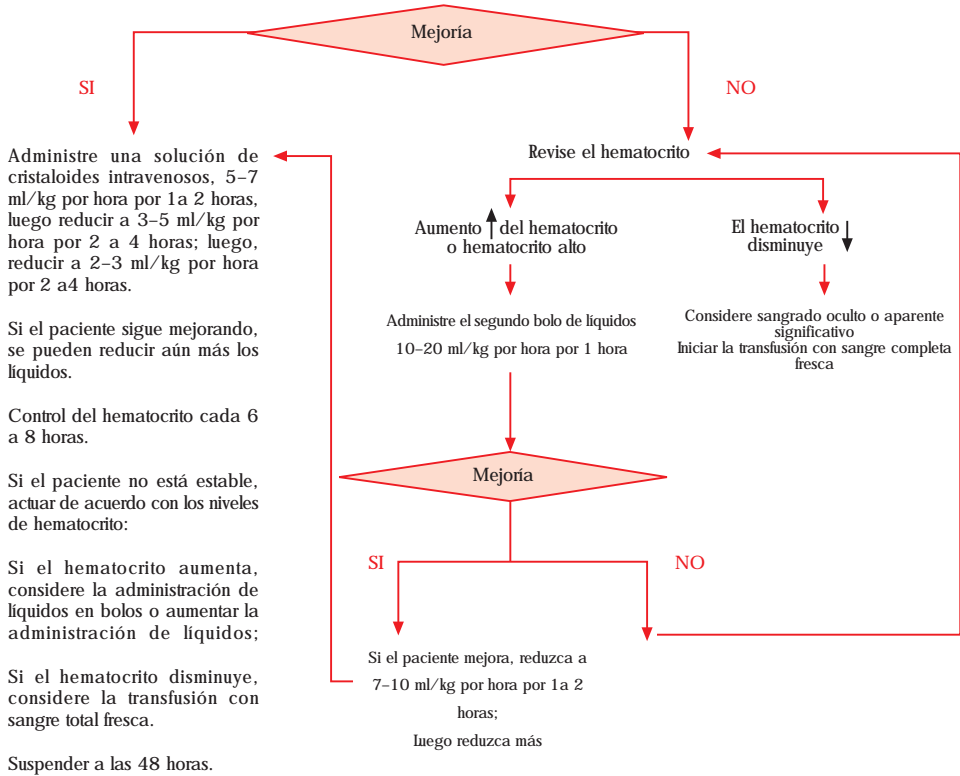 Mejoría
SI
NO
Administre una solución de
cristaloides intravenosos, 5–7
ml/kg por hora por 1a 2 horas,
luego reducir a 3–5 ml/kg por
hora por 2 a 4 horas; luego,
reducir a 2–3 ml/kg por hora
por 2 a4 horas.
Si el paciente sigue mejorando,
se pueden reducir aún más los
líquidos.
Control del hematocrito cada 6
a 8 horas.
Si el paciente no está estable,
actuar de acuerdo con los niveles
de hematocrito:
Si el hematocrito aumenta,
considere la administración de
líquidos en bolos o aumentar la
administración de líquidos;
Si el hematocrito disminuye,
considere la transfusión con
sangre total fresca.
Suspender a las 48 horas.
Revise el hematocrito
Aumento del hematocrito
o hematocrito alto
El hematocrito
disminuye
Administre el segundo bolo de líquidos
10–20 ml/kg por hora por 1 hora
Considere sangrado oculto o aparente
significativo
Iniciar la transfusión con sangre completa
fresca
Mejoría
SI
NO
Si el paciente mejora, reduzca a
7–10 ml/kg por hora por 1a 2
horas;
Luego reduzca más